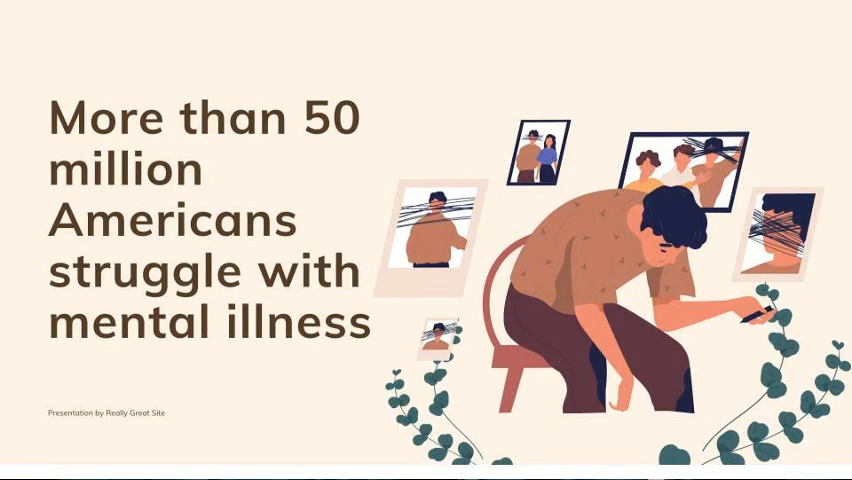 More than 50
million
Americans
struggle with
mental illness
Presentation by Really Great Site